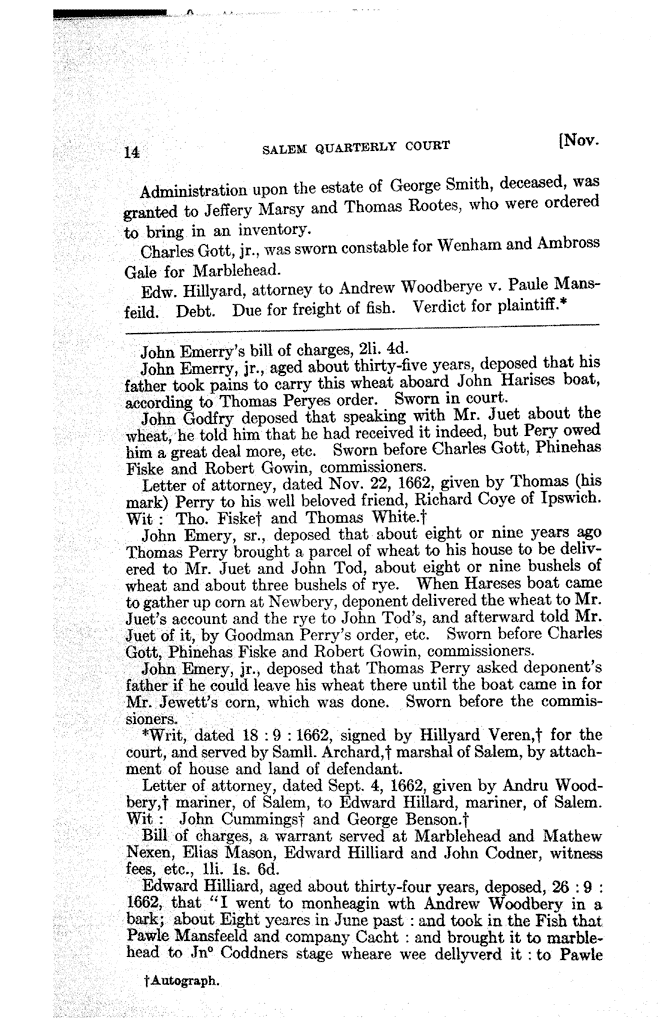 14 SALEM QUARTERLY COURT [Nov.
Administration upon the estate of George Smith, deceased, was
granted to Jeffery Marsy and Thomas Rootes, who were ordered
to bring in an inventory.
Charles Gott, jr., was sworn constable for Wenham and Ambross
Gale for Marblehead.
Edw. Hillyard, attorney to Andrew Woodberye v. Paule Mans-
feild. Debt. Due for freight of fish. Verdict for plaintiff.*
John Emerry's bill of charges, 2li. 4d.
John Emerry, jr., aged about thirty-five years, deposed that his
father took pains to carry this wheat aboard John Harises boat,
according to Thomas Peryes order. Sworn in court.
John Godfry deposed that speaking with Mr. Juet about the
wheat, he told him that he had received it indeed, but Pery owed
him a great deal more, etc. Sworn before Charles Gott, Phinehas
Fiske and Robert Gowin, commissioners.
Letter of attorney, dated Nov. 22, 1662, given by Thomas (his
mark) Perry to his well beloved friend, Richard Coye of Ipswich.
Wit : Tho. Fisket† and Thomas White.†
John Emery, sr., deposed that about eight or nine years ago
Thomas Perry brought a parcel of wheat to his house to be deliv-
ered to Mr. Juet and John Tod, about eight or nine bushels of
wheat and about three bushels of rye. When Hareses boat came
to gather up corn at Newbery, deponent delivered the wheat to Mr.
Juet's account and the rye to John Tod's, and afterward told Mr.
Juet of it, by Goodman Perry's order, etc. Sworn before Charles
Gott, Phinehas Fiske and Robert Gowin, commissioners.
John Emery, jr., deposed that Thomas Perry asked deponent's
father if he could leave his wheat there until the boat came in for
Mr. Jewett's corn, which was done. Sworn before the commis-
sioners.
*Writ, dated 18 : 9 : 1662, signed by Hillyard Veren,† for the
court, and served by Samll. Archard,† marshal of Salem, by attach-
ment of house and land of defendant.
Letter of attorney, dated Sept. 4, 1662, given by Andru Wood-
bery,† mariner, of Salem, to Edward Hillard, mariner, of Salem.
Wit : John Cummings† and George Benson.†
Bill of charges, a warrant served at Marblehead and Mathew
Nexen, Elias Mason, Edward Hilliard and John Codner, witness
fees, etc., 1li. 1s. 6d.
Edward Hilliard, aged about thirty-four years, deposed, 26 : 9 :
1662, that "I went to monheagin wth Andrew Woodbery in a
bark; about Eight yeares in June past : and took in the Fish that
Pawle Mansfeeld and company Cacht : and brought it to marble-
head to Jnº Coddners stage wheare wee dellyverd it : to Pawle
†Autograph.